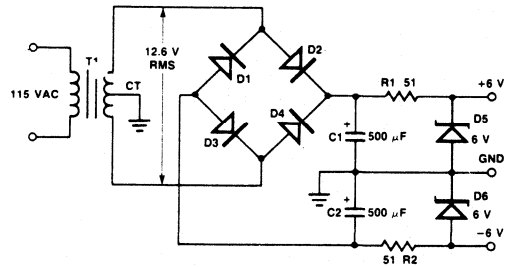 12.6 V
RMS
T1
CT
115 VAC
D1
D2
D3
D4
R1 51
+6 V
+
C1
500 µF
D5
6 V
GND
+
C2
500 µF
D6
6 V
-6 V
51 R2